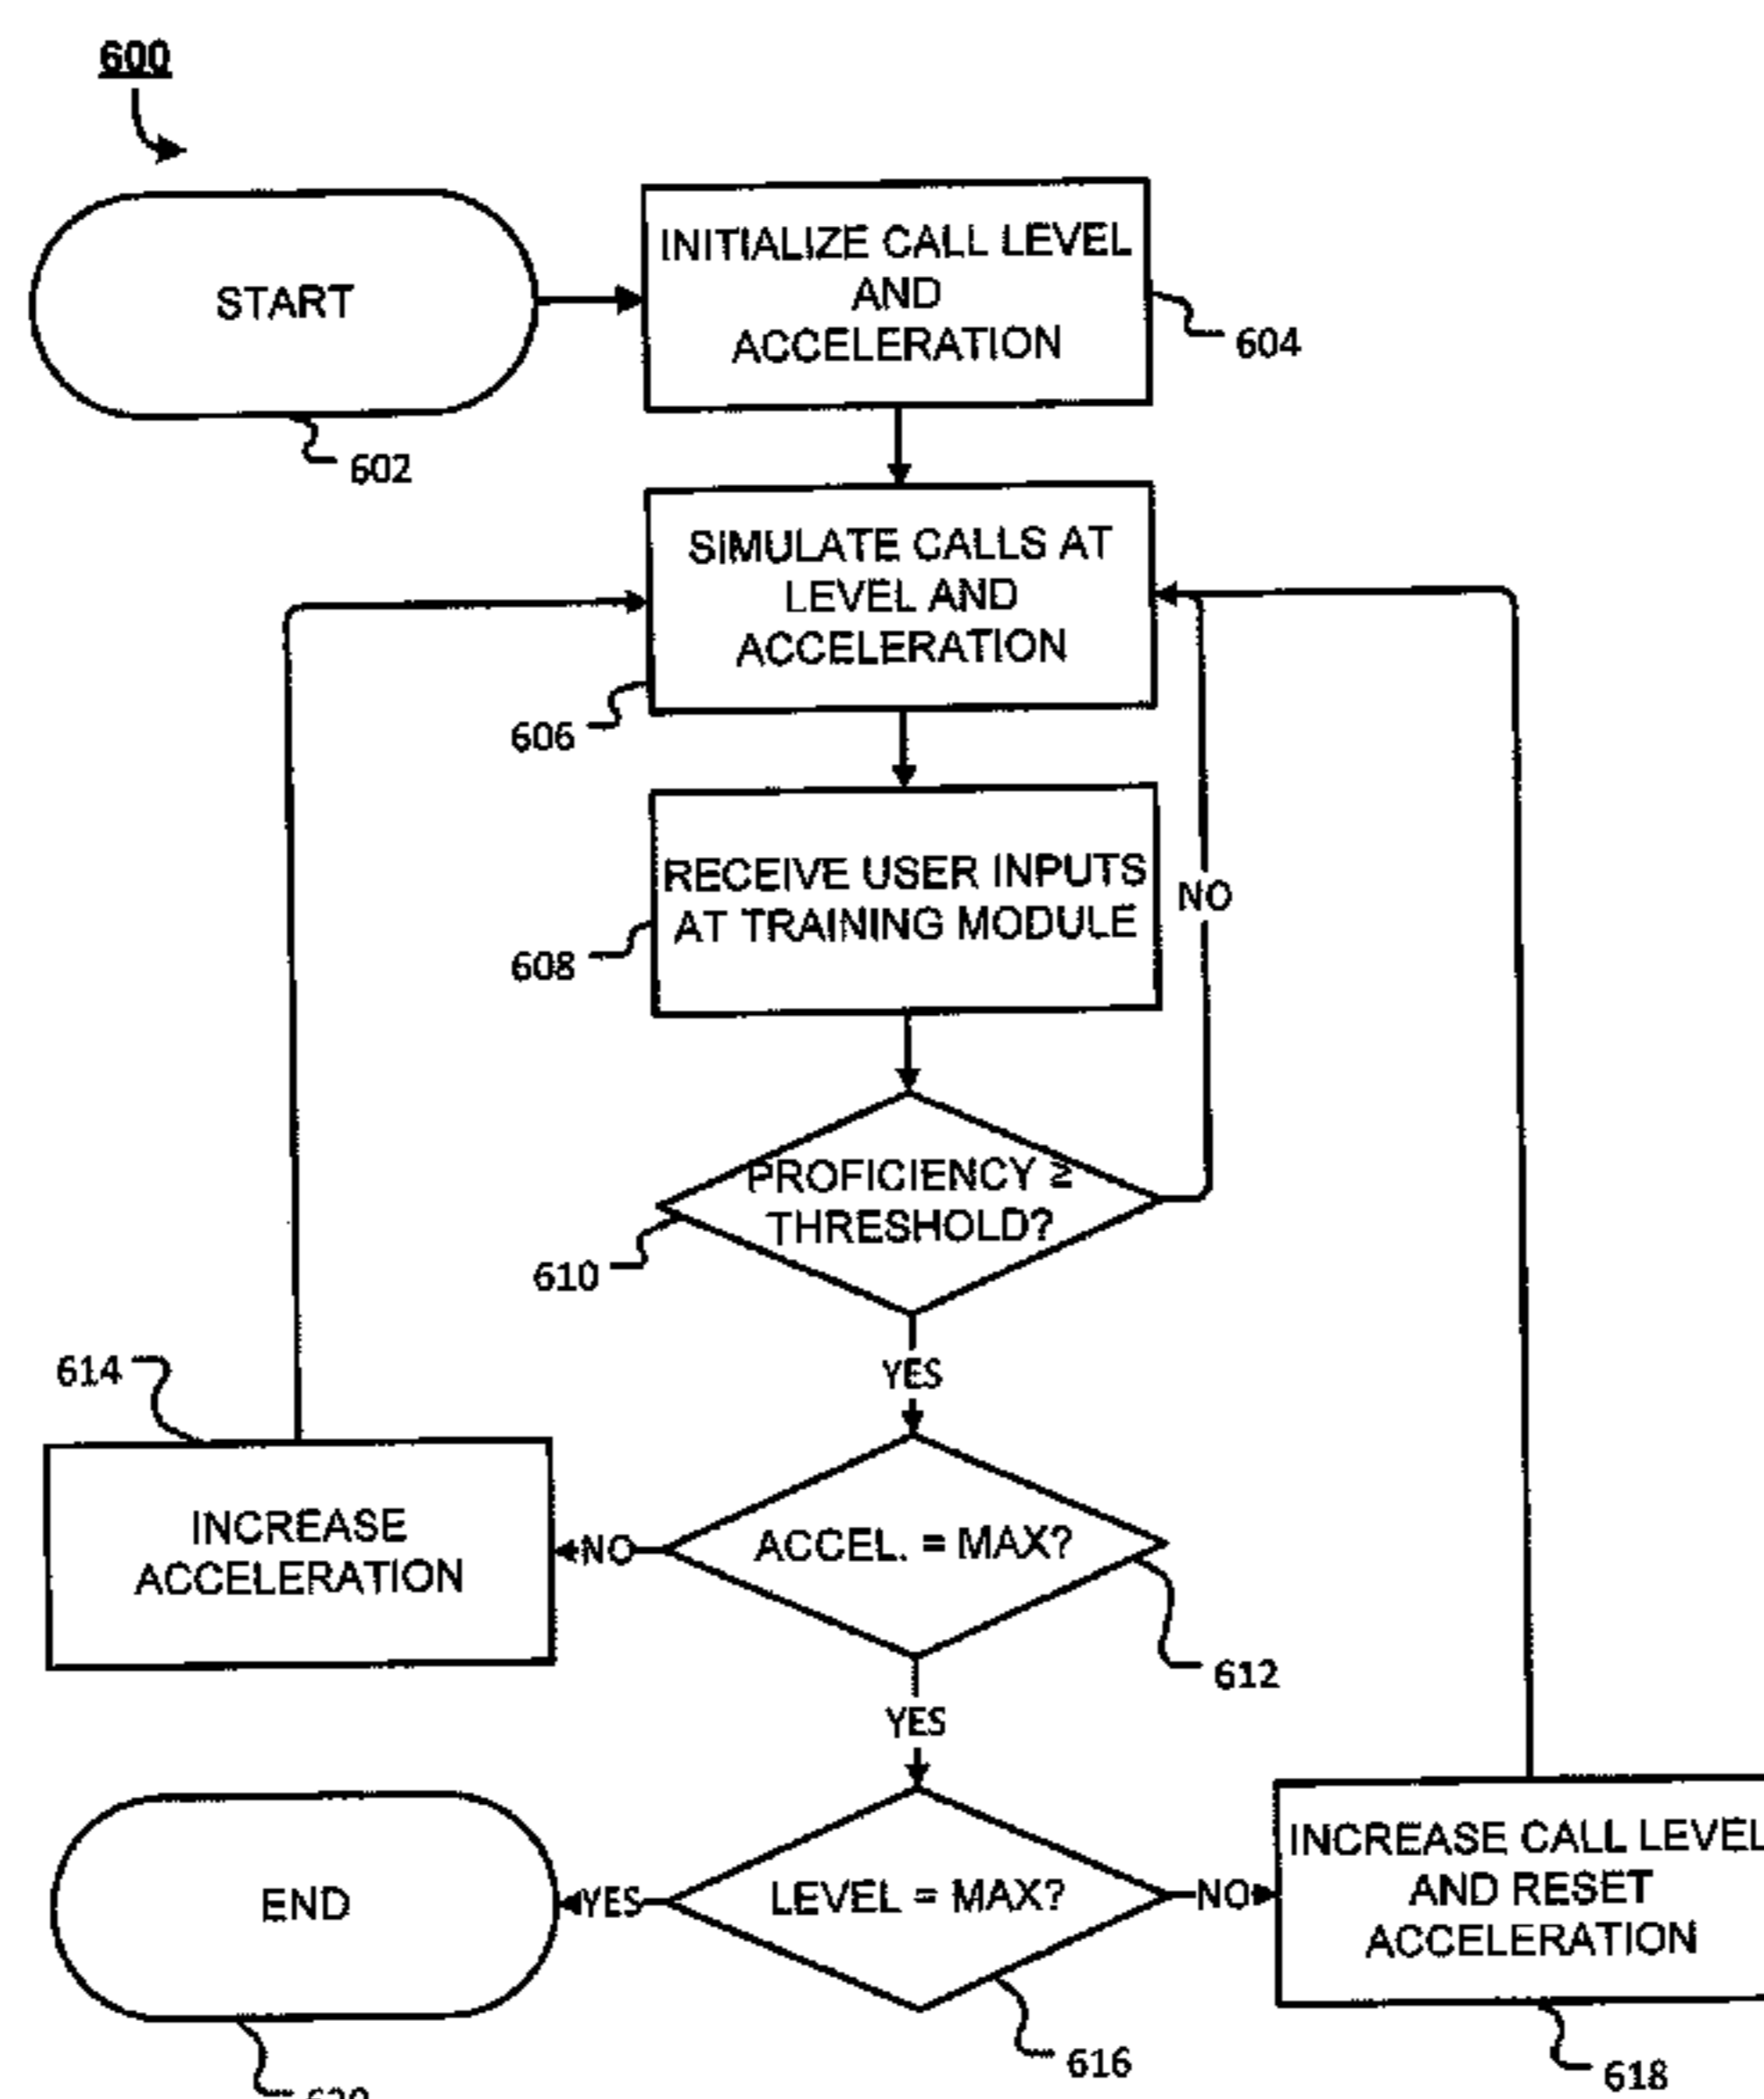 600
START
602
INITIALIZE CALL LEVEL
AND
ACCELERATION
604
SIMULATE CALLS AT
LEVEL AND
ACCELERATION
606
RECEIVE USER INPUTS
AT TRAINING MODULE
608
NO
PROFICIENCY ≥
THRESHOLD?
610
YES
614
INCREASE
ACCELERATION
NO
ACCEL. = MAX?
612
YES
END
YES
LEVEL = MAX?
NO
INCREASE CALL LEVEL
AND RESET
ACCELERATION
616
618